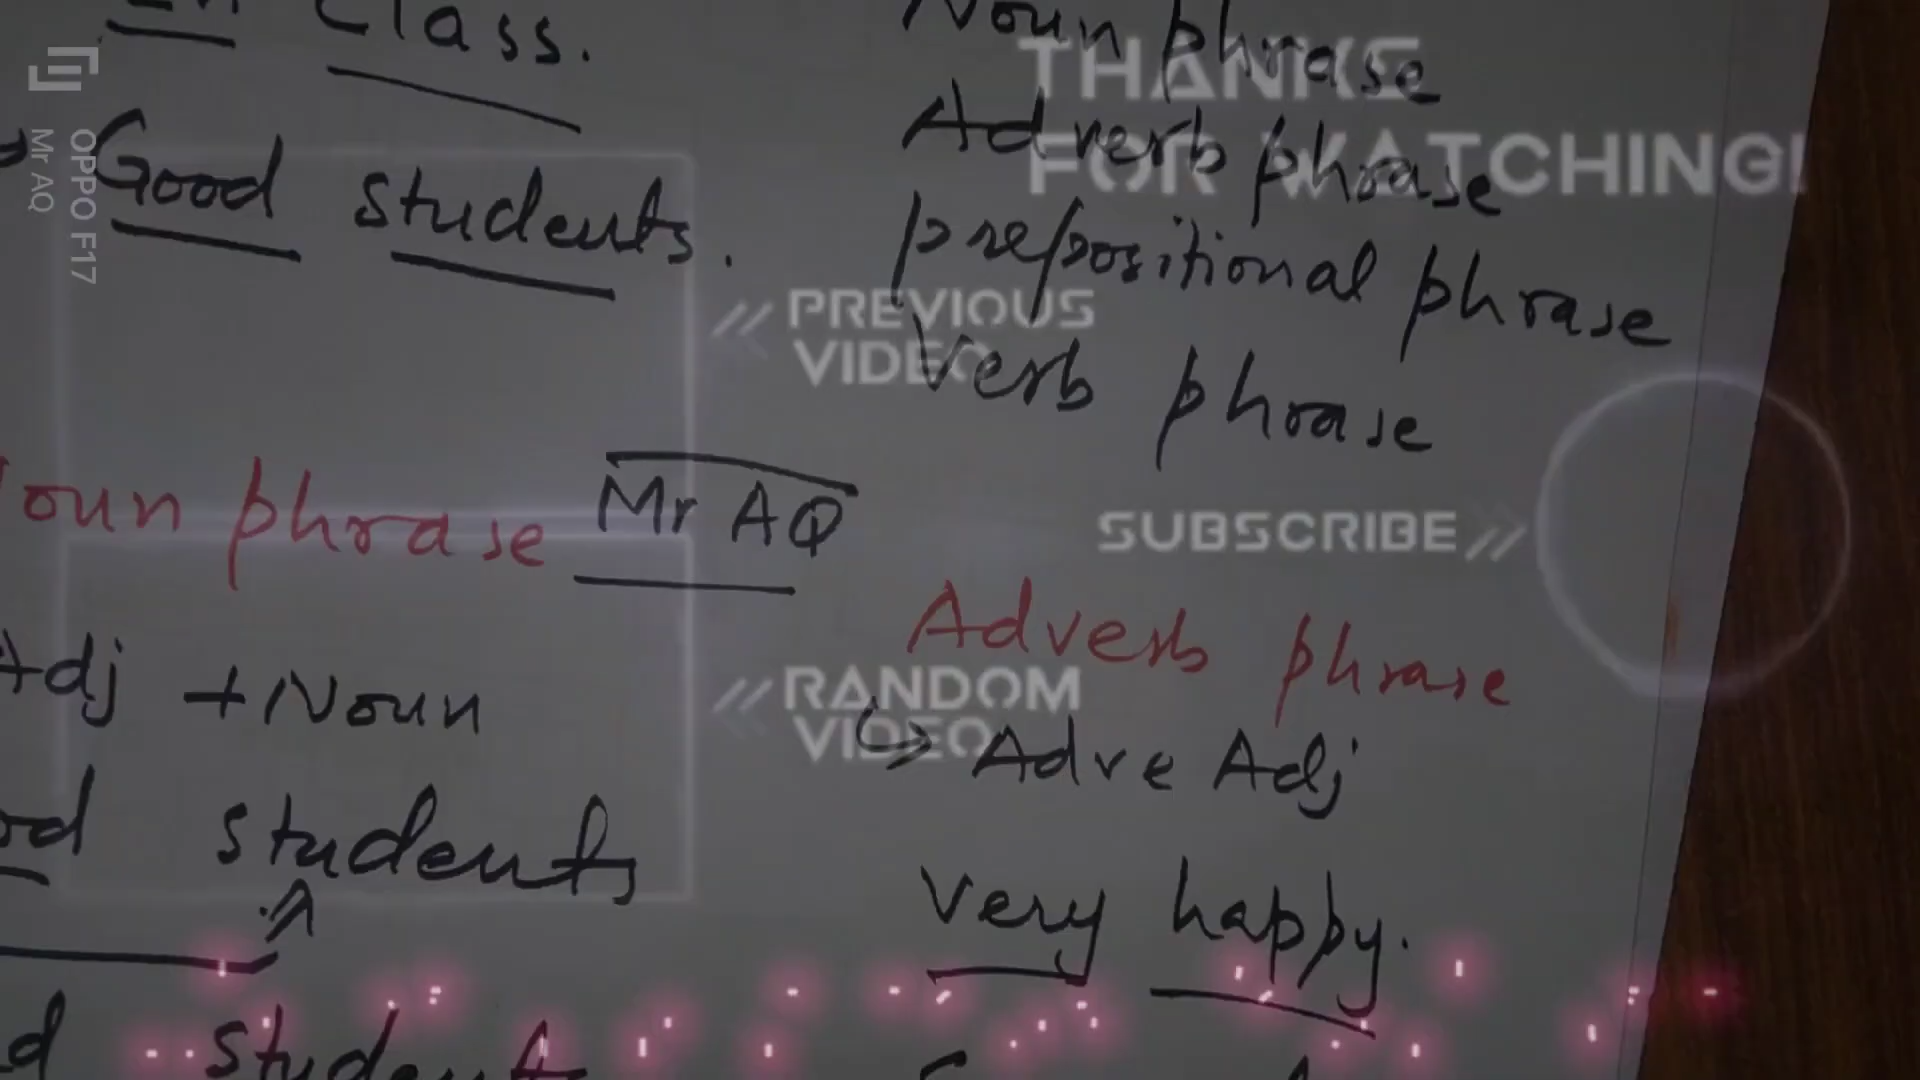 In Class.
Good students.
Noun phrase
Adverb phrase
prepositional phrase
Verb phrase
THANKS
FOR WATCHING!
OPPO F17
Mr AQ
PREVIOUS
VIDEO
SUBSCRIBE
RANDOM
VIDEO
Noun phrase
Mr AQ
Adj + Noun
students
students
Adverb phrase
Adve Adj
Very happy.